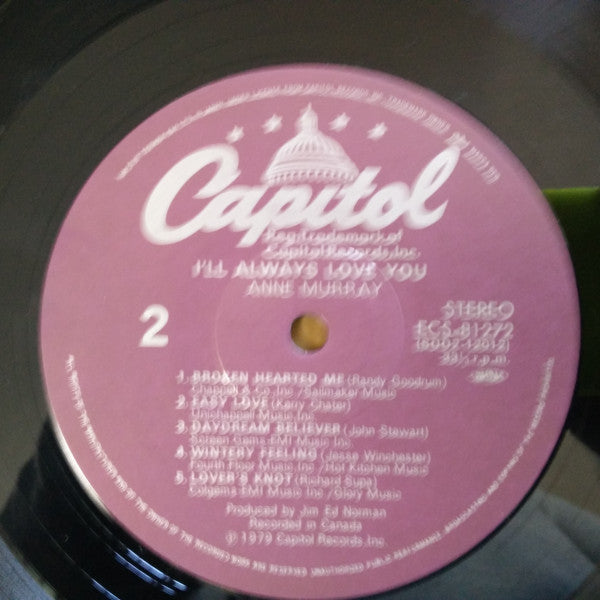 Capitol
Reg. Trademark of
Capitol Records, Inc.
I'LL ALWAYS LOVE YOU
ANNE MURRAY
2
STEREO
ECS-81272
(SOO2-12012)
33⅓ r.p.m.
1. BROKEN HEARTED ME (Randy Goodrum)
Chappell & Co. Inc./Sailmaker Music
2. EASY LOVE (Kerry Chater)
Unichappell Music Inc.
3. DAYDREAM BELIEVER (John Stewart)
Screen Gems-EMI Music Inc.
4. WINTERY FEELING (Jesse Winchester)
Fourth Floor Music Inc./Hot Kitchen Music
5. LOVER'S KNOT (Richard Supa)
Colgems-EMI Music Inc./Glory Music
Produced by Jim Ed Norman
Recorded in Canada
℗ 1979 Capitol Records, Inc.